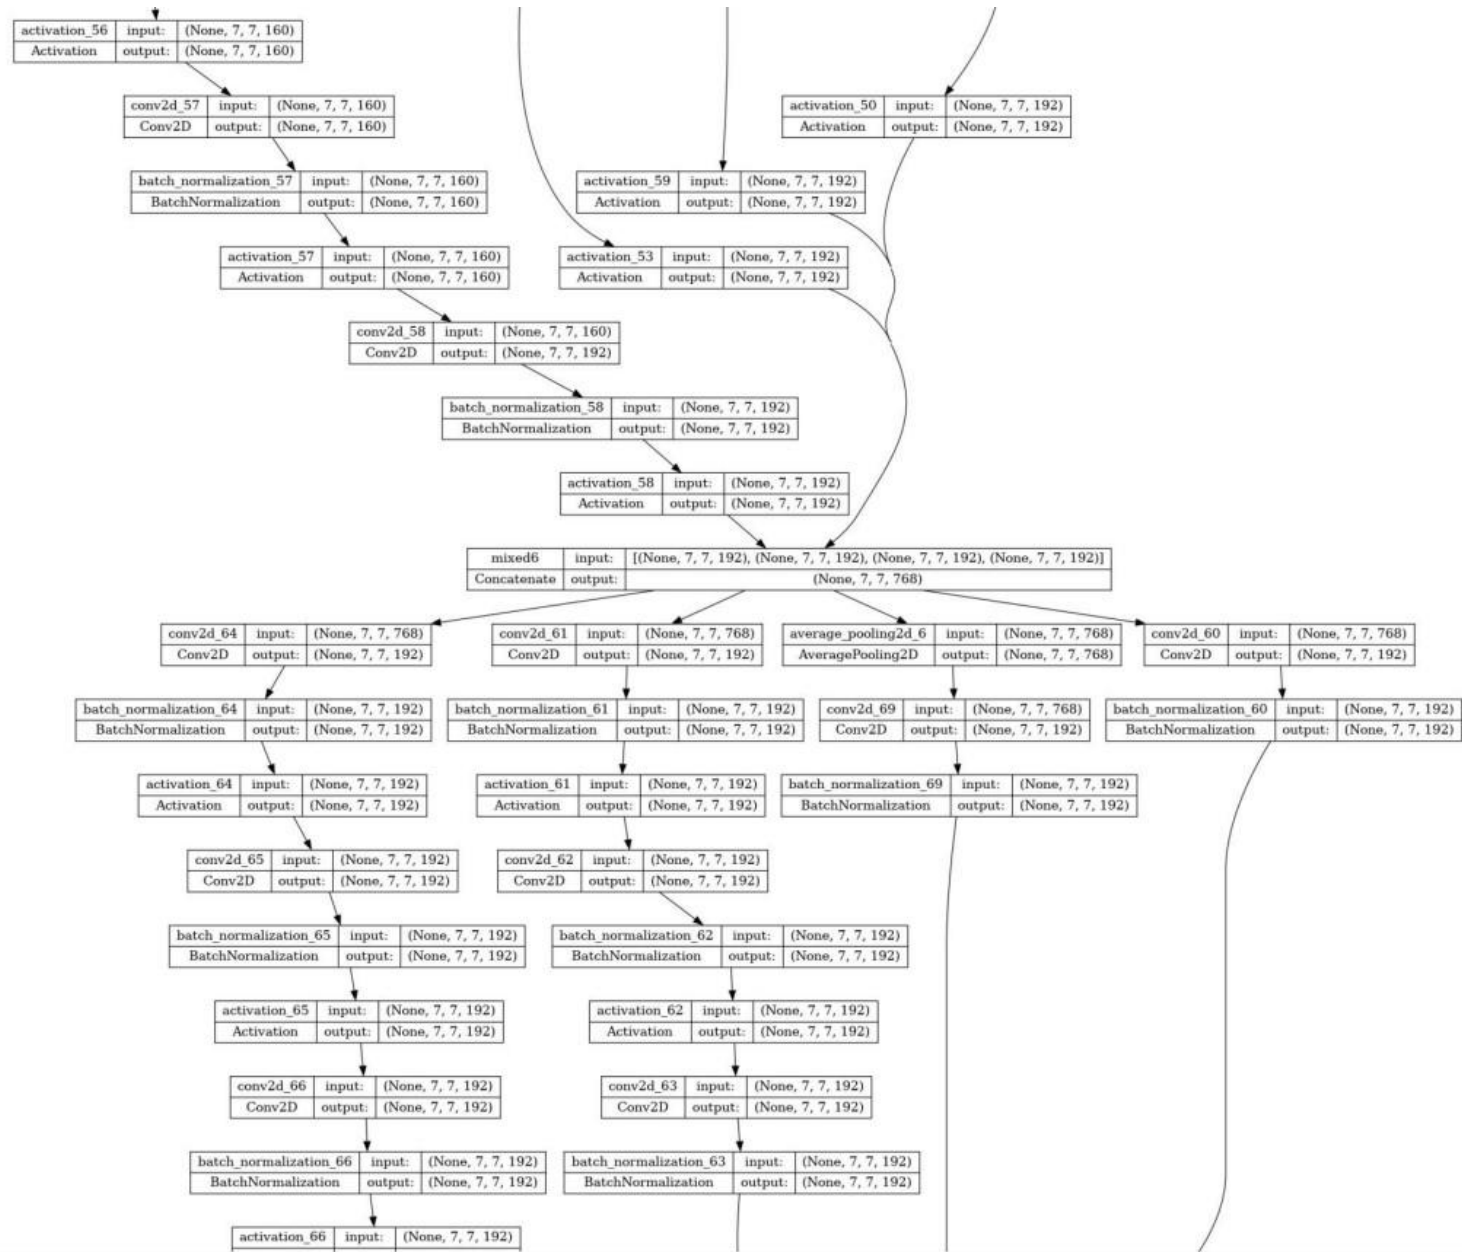 activation_56 input: (None, 7, 7, 160)
Activation output: (None, 7, 7, 160)
conv2d_57 input: (None, 7, 7, 160)
Conv2D output: (None, 7, 7, 160)
activation_50 input: (None, 7, 7, 192)
Activation output: (None, 7, 7, 192)
batch_normalization_57 input: (None, 7, 7, 160)
BatchNormalization output: (None, 7, 7, 160)
activation_59 input: (None, 7, 7, 192)
Activation output: (None, 7, 7, 192)
activation_57 input: (None, 7, 7, 160)
Activation output: (None, 7, 7, 160)
activation_53 input: (None, 7, 7, 192)
Activation output: (None, 7, 7, 192)
conv2d_58 input: (None, 7, 7, 160)
Conv2D output: (None, 7, 7, 192)
batch_normalization_58 input: (None, 7, 7, 192)
BatchNormalization output: (None, 7, 7, 192)
activation_58 input: (None, 7, 7, 192)
Activation output: (None, 7, 7, 192)
mixed6 input: [(None, 7, 7, 192), (None, 7, 7, 192), (None, 7, 7, 192), (None, 7, 7, 192)]
Concatenate output: (None, 7, 7, 768)
conv2d_64 input: (None, 7, 7, 768)
Conv2D output: (None, 7, 7, 192)
conv2d_61 input: (None, 7, 7, 768)
Conv2D output: (None, 7, 7, 192)
average_pooling2d_6 input: (None, 7, 7, 768)
AveragePooling2D output: (None, 7, 7, 768)
conv2d_60 input: (None, 7, 7, 768)
Conv2D output: (None, 7, 7, 192)
batch_normalization_64 input: (None, 7, 7, 192)
BatchNormalization output: (None, 7, 7, 192)
batch_normalization_61 input: (None, 7, 7, 192)
BatchNormalization output: (None, 7, 7, 192)
conv2d_69 input: (None, 7, 7, 768)
Conv2D output: (None, 7, 7, 192)
batch_normalization_60 input: (None, 7, 7, 192)
BatchNormalization output: (None, 7, 7, 192)
activation_64 input: (None, 7, 7, 192)
Activation output: (None, 7, 7, 192)
activation_61 input: (None, 7, 7, 192)
Activation output: (None, 7, 7, 192)
batch_normalization_69 input: (None, 7, 7, 192)
BatchNormalization output: (None, 7, 7, 192)
conv2d_65 input: (None, 7, 7, 192)
Conv2D output: (None, 7, 7, 192)
conv2d_62 input: (None, 7, 7, 192)
Conv2D output: (None, 7, 7, 192)
batch_normalization_65 input: (None, 7, 7, 192)
BatchNormalization output: (None, 7, 7, 192)
batch_normalization_62 input: (None, 7, 7, 192)
BatchNormalization output: (None, 7, 7, 192)
activation_65 input: (None, 7, 7, 192)
Activation output: (None, 7, 7, 192)
activation_62 input: (None, 7, 7, 192)
Activation output: (None, 7, 7, 192)
conv2d_66 input: (None, 7, 7, 192)
Conv2D output: (None, 7, 7, 192)
conv2d_63 input: (None, 7, 7, 192)
Conv2D output: (None, 7, 7, 192)
batch_normalization_66 input: (None, 7, 7, 192)
BatchNormalization output: (None, 7, 7, 192)
batch_normalization_63 input: (None, 7, 7, 192)
BatchNormalization output: (None, 7, 7, 192)
activation_66 input: (None, 7, 7, 192)